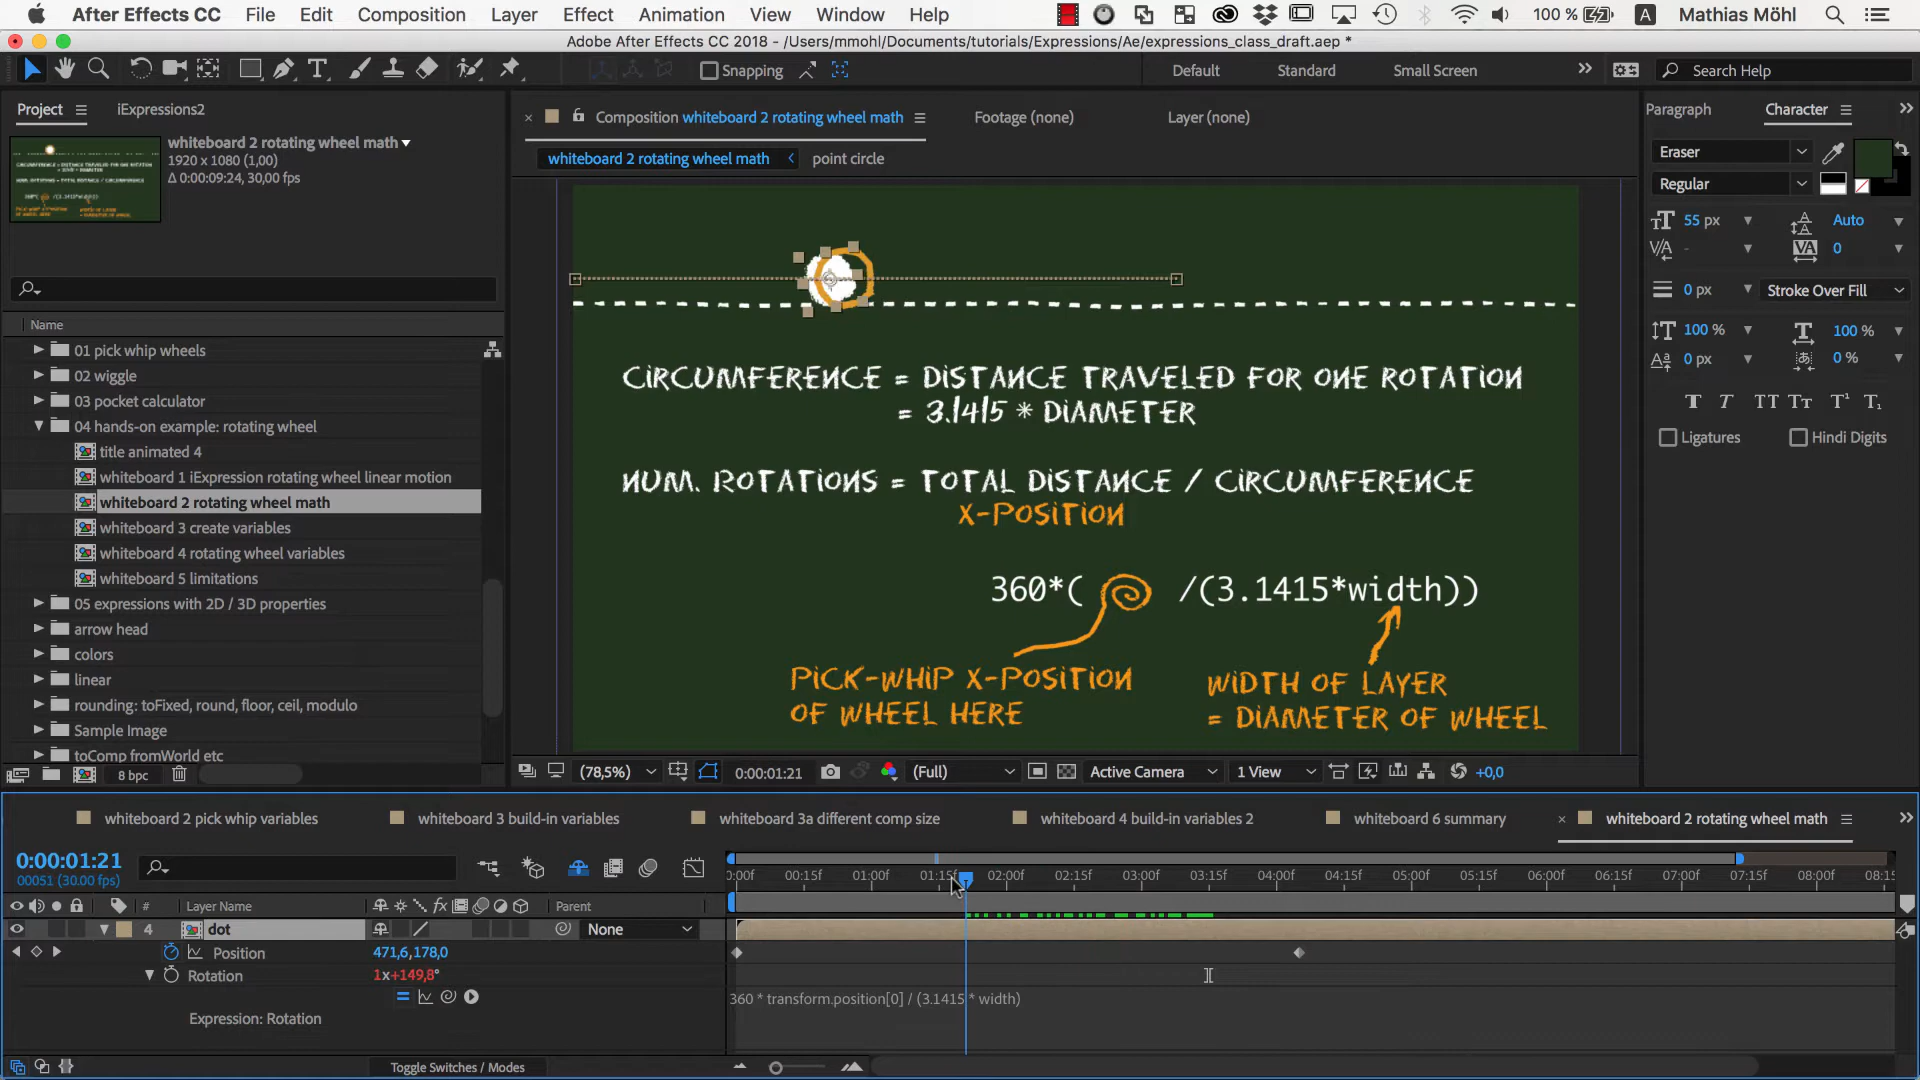 After Effects CC File Edit Composition Layer Effect Animation View Window Help 100 % A Mathias Möhl
Adobe After Effects CC 2018 - /Users/mmohl/Documents/tutorials/Expressions/Ae/expressions_class_draft.aep *
Snapping Default Standard Small Screen Search Help
Project iExpressions2
whiteboard 2 rotating wheel math
1920 x 1080 (1,00)
Δ 0:00:09:24, 30,00 fps
Name
01 pick whip wheels
02 wiggle
03 pocket calculator
04 hands-on example: rotating wheel
title animated 4
whiteboard 1 iExpression rotating wheel linear motion
whiteboard 2 rotating wheel math
whiteboard 3 create variables
whiteboard 4 rotating wheel variables
whiteboard 5 limitations
05 expressions with 2D / 3D properties
arrow head
colors
linear
rounding: toFixed, round, floor, ceil, modulo
Sample Image
toComp fromWorld etc
8 bpc
Composition whiteboard 2 rotating wheel math Footage (none) Layer (none)
whiteboard 2 rotating wheel math point circle
CIRCUMFERENCE = DISTANCE TRAVELED FOR ONE ROTATION
= 3.1415 * DIAMETER
NUM. ROTATIONS = TOTAL DISTANCE / CIRCUMFERENCE
X-POSITION
360*( /(3.1415*width))
PICK-WHIP X-POSITION
OF WHEEL HERE
WIDTH OF LAYER
= DIAMETER OF WHEEL
(78,5%) 0:00:01:21 (Full) Active Camera 1 View +0,0
Paragraph Character
Eraser
Regular
55 px Auto
- 0
0 px Stroke Over Fill
100 % 100 %
0 px 0 %
T T TT Tt T¹ T₁
Ligatures Hindi Digits
whiteboard 2 pick whip variables whiteboard 3 build-in variables whiteboard 3a different comp size whiteboard 4 build-in variables 2 whiteboard 6 summary whiteboard 2 rotating wheel math
0:00:01:21
00051 (30.00 fps)
0:00f 00:15f 01:00f 01:15f 02:00f 02:15f 03:00f 03:15f 04:00f 04:15f 05:00f 05:15f 06:00f 06:15f 07:00f 07:15f 08:00f 08:15
# Layer Name Parent
4 dot None
Position 471,6,178,0
Rotation 1x+149,8°
360 * transform.position[0] / (3.1415 * width)
Expression: Rotation
Toggle Switches / Modes